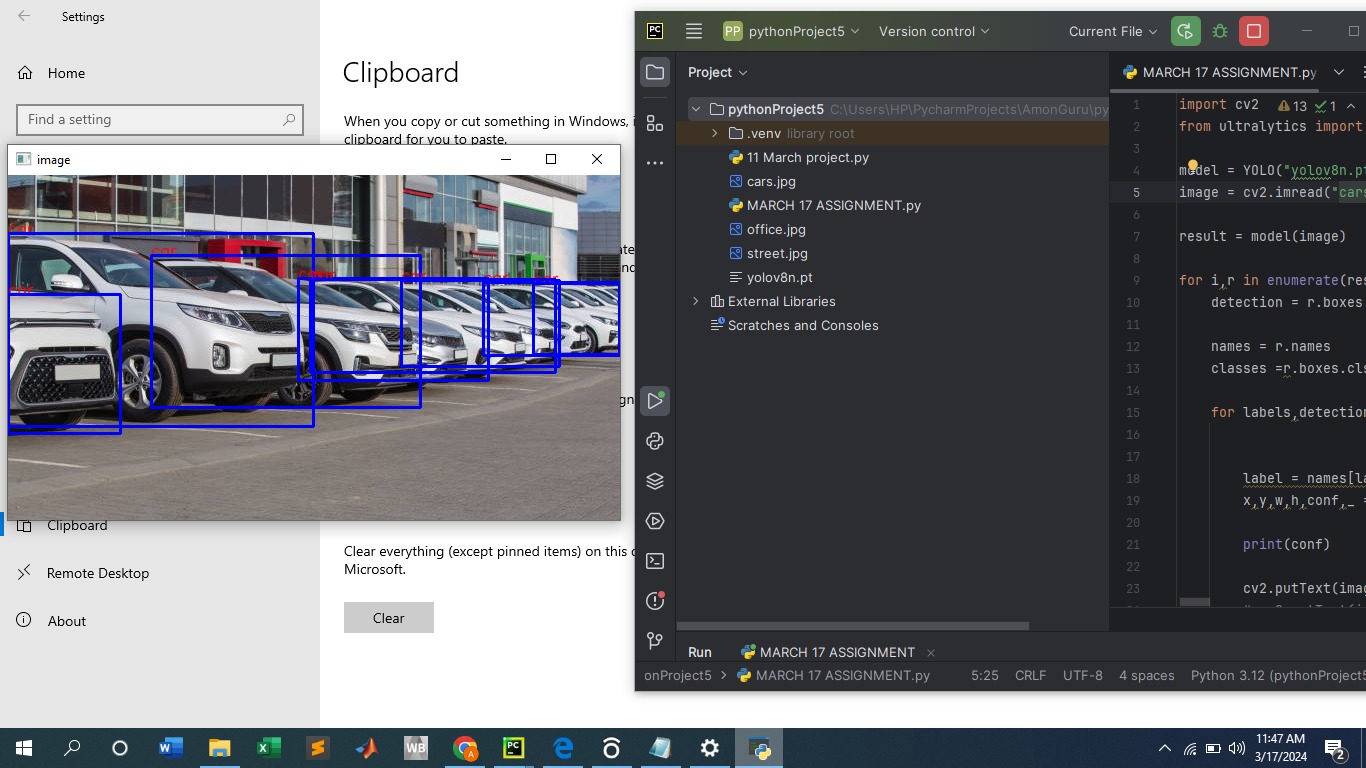 Settings
Home
Find a setting
Clipboard
Remote Desktop
About
Clipboard
When you copy or cut something in Windows, i
clipboard for you to paste.
Clear everything (except pinned items) on this
Microsoft.
Clear
image
car
car
PC
PP pythonProject5
Version control
Current File
Project
MARCH 17 ASSIGNMENT.py
pythonProject5 C:\Users\HP\PycharmProjects\AmonGuru\py
.venv library root
11 March project.py
cars.jpg
MARCH 17 ASSIGNMENT.py
office.jpg
street.jpg
yolov8n.pt
External Libraries
Scratches and Consoles
13 1
1 import cv2
2 from ultralytics import
3
4 model = YOLO("yolov8n.pt
5 image = cv2.imread("cars
6
7 result = model(image)
8
9 for i,r in enumerate(res
10 detection = r.boxes
11
12 names = r.names
13 classes =r.boxes.cls
14
15 for labels,detection
16
17
18 label = names[la
19 x,y,w,h,conf,_ =
20
21 print(conf)
22
23 cv2.putText(imag
Run MARCH 17 ASSIGNMENT
onProject5 > MARCH 17 ASSIGNMENT.py 5:25 CRLF UTF-8 4 spaces Python 3.12 (pythonProject5
WB
PC
11:47 AM
3/17/2024
2